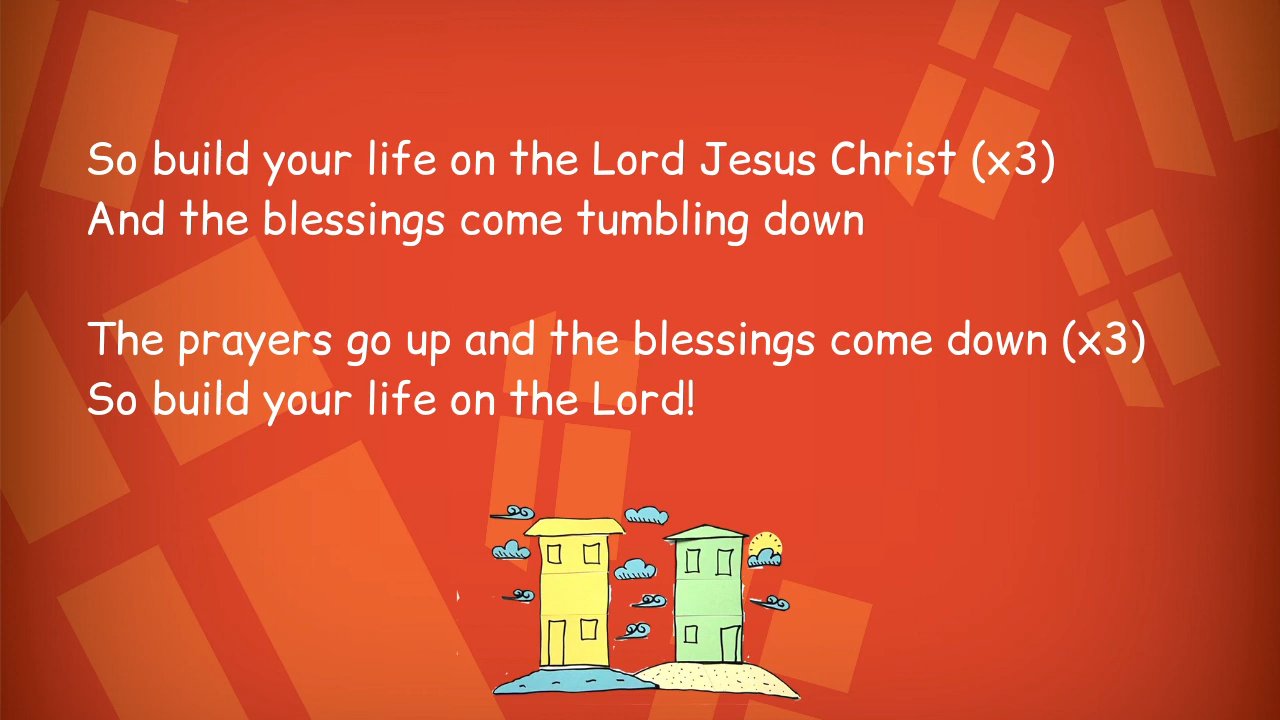 So build your life on the Lord Jesus Christ (x3)
And the blessings come tumbling down
The prayers go up and the blessings come down (x3)
So build your life on the Lord!